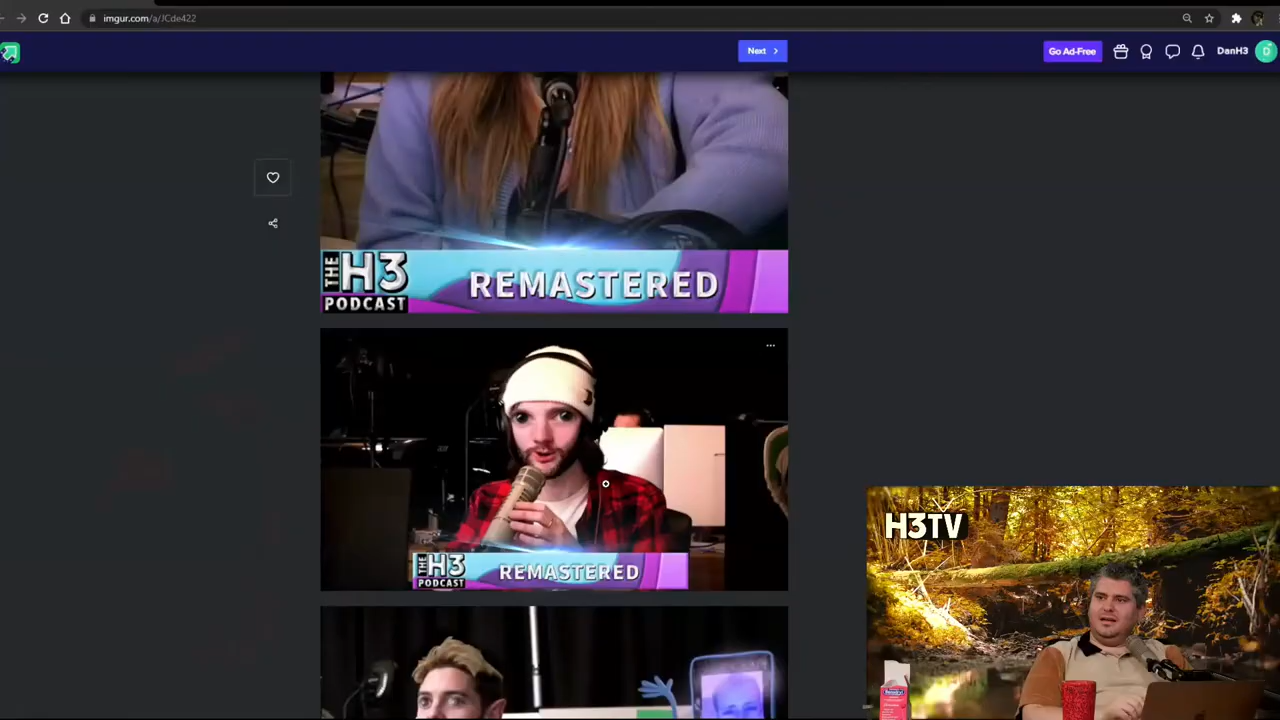 imgur.com/a/JCde422
Next
Go Ad-Free
DanH3
D
THE
H3
PODCAST
REMASTERED
THE
H3
PODCAST
REMASTERED
H3TV